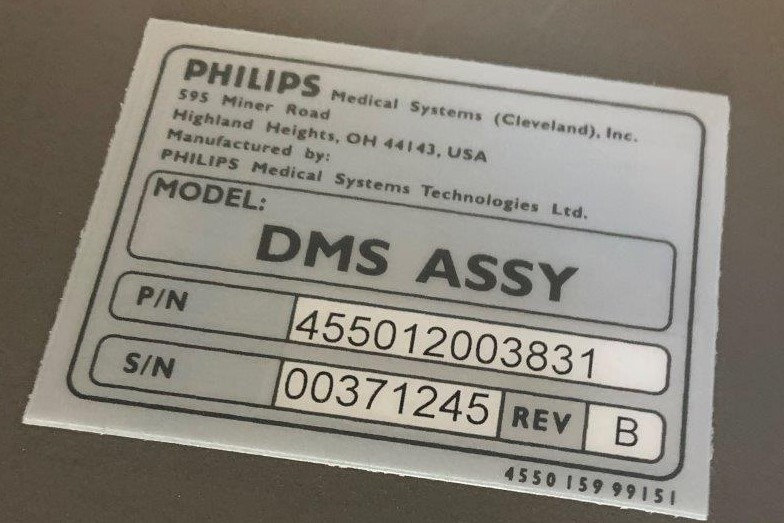 PHILIPS Medical Systems (Cleveland), Inc.
595 Miner Road
Highland Heights, OH 44143, USA
Manufactured by:
PHILIPS Medical Systems Technologies Ltd.
MODEL:
DMS ASSY
P/N 455012003831
S/N 00371245 REV B
4550 159 99151